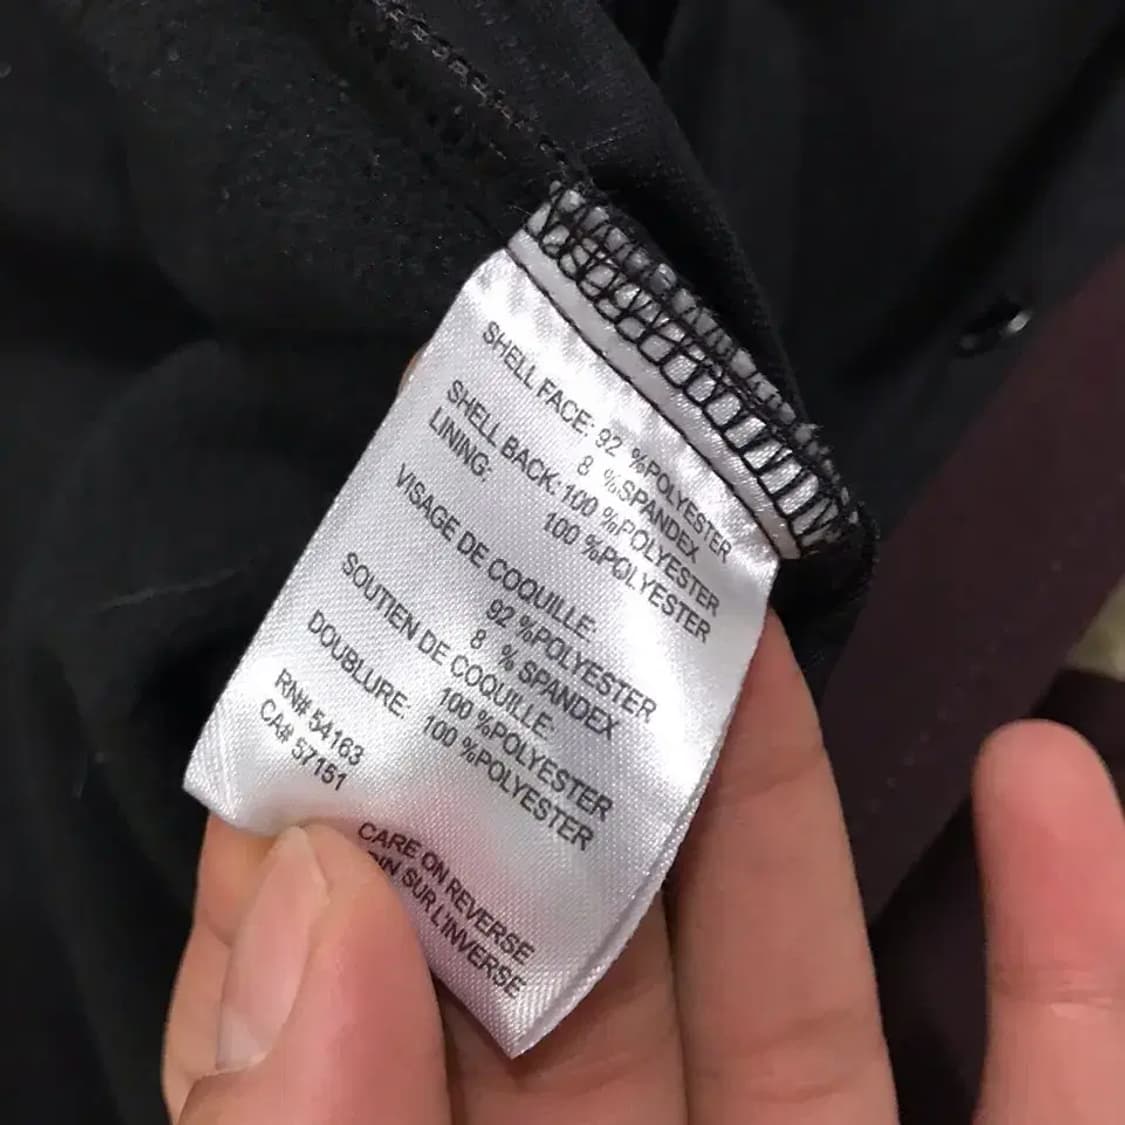 SHELL FACE: 92 %POLYESTER
8 %SPANDEX
SHELL BACK: 100 %POLYESTER
LINING: 100 %POLYESTER
VISAGE DE COQUILLE:
92 %POLYESTER
8 % SPANDEX
SOUTIEN DE COQUILLE:
100 %POLYESTER
DOUBLURE: 100 %POLYESTER
RN# 54163
CA# 57151
CARE ON REVERSE
SUR L'INVERSE